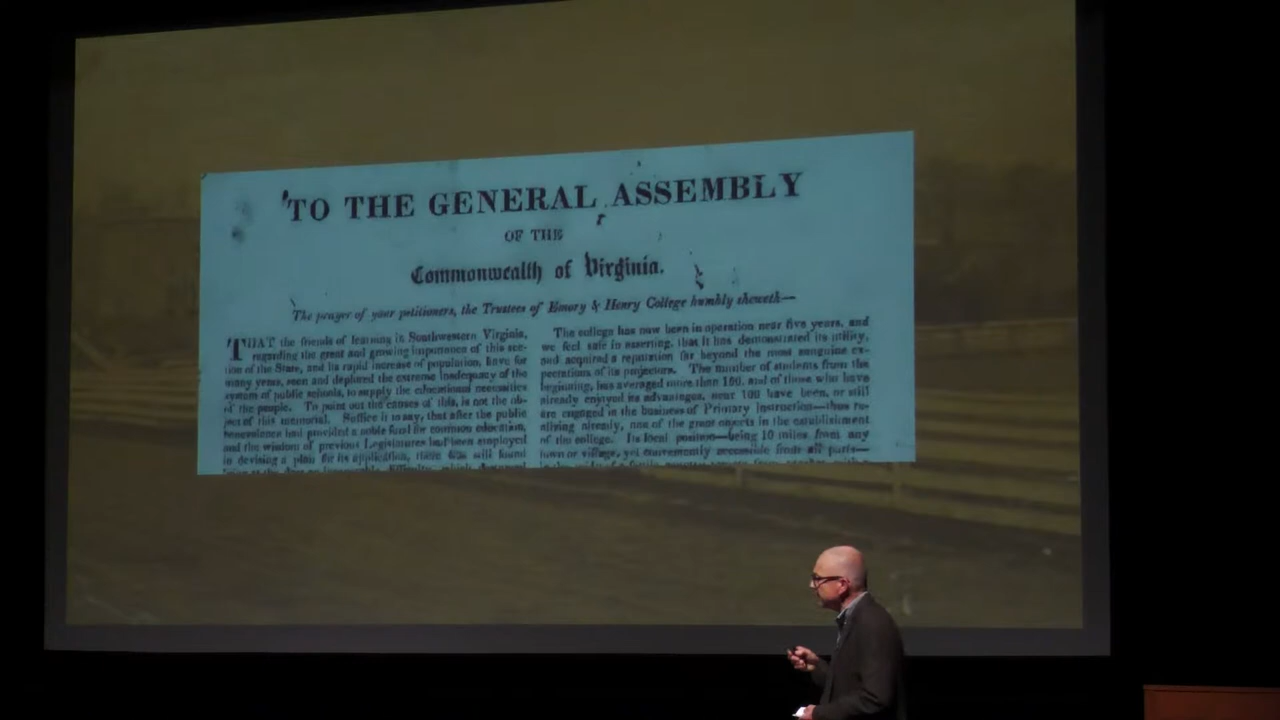 TO THE GENERAL ASSEMBLY
OF THE
Commonwealth of Virginia.
The prayer of your petitioners, the Trustees of Emory & Henry College humbly sheweth—
THAT the friends of learning in Southwestern Virginia,
regarding the great and growing importance of this sec-
tion of the State, and its rapid increase of population, have for
many years, seen and deplored the extreme inadequacy of the
system of public schools, to supply the educational necessities
of the people. To point out the causes of this, is not the ob-
ject of this memorial. Suffice it to say, that after the public
benevolence had provided a noble fund for common education,
and the wisdom of previous Legislatures had been employed
in devising a plan for its application, there was still found
The college has now been in operation near five years, and
we feel safe in asserting, that it has demonstrated its utility,
and acquired a reputation far beyond the most sanguine ex-
pectations of its projectors. The number of students from the
beginning, has averaged more than 100, and of those who have
already enjoyed its advantages, near 100 have been, or still
are engaged in the business of Primary Instruction—thus re-
alizing already, one of the great objects in the establishment
of the college. Its local position—being 10 miles from any
town or village, yet conveniently accessible from all parts—